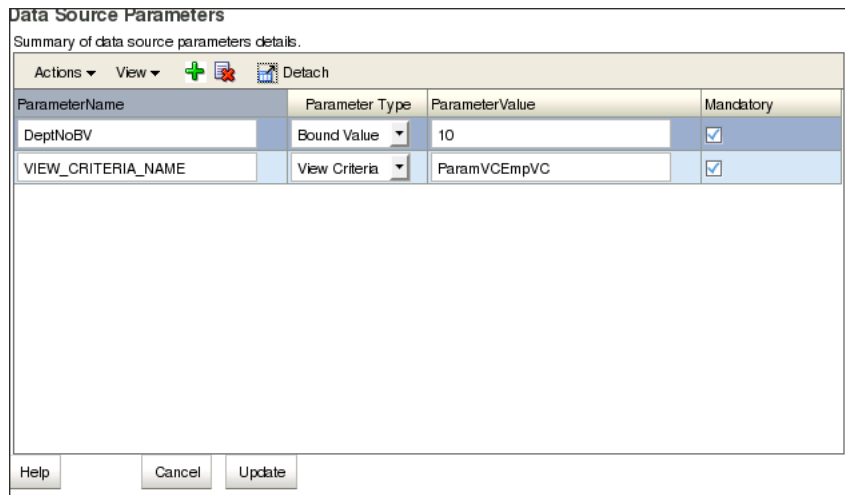 Data Source Parameters
Summary of data source parameters details.
Actions View Detach
ParameterName Parameter Type ParameterValue Mandatory
DeptNoBV Bound Value 10
VIEW_CRITERIA_NAME View Criteria ParamVCEmpVC
Help Cancel Update